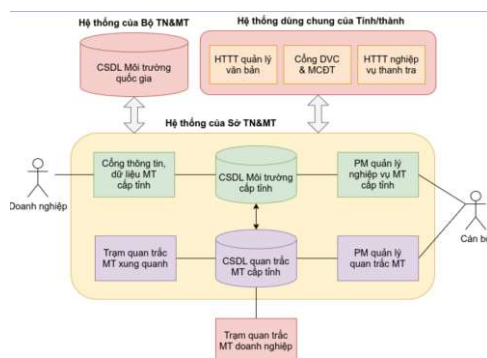 Hệ thống của Bộ TN&MT
Hệ thống dùng chung của Tỉnh/thành
CSDL Môi trường
quốc gia
HTTT quản lý
văn bản
Cổng DVC
& MCĐT
HTTT nghiệp
vụ thanh tra
Hệ thống của Sở TN&MT
Cổng thông tin,
dữ liệu MT
cấp tỉnh
CSDL Môi trường
cấp tỉnh
PM quản lý
nghiệp vụ MT
cấp tỉnh
Doanh nghiệp
Cán bộ
Trạm quan trắc
MT xung quanh
CSDL quan trắc
MT cấp tỉnh
PM quản lý
quan trắc MT
Trạm quan trắc
MT doanh nghiệp